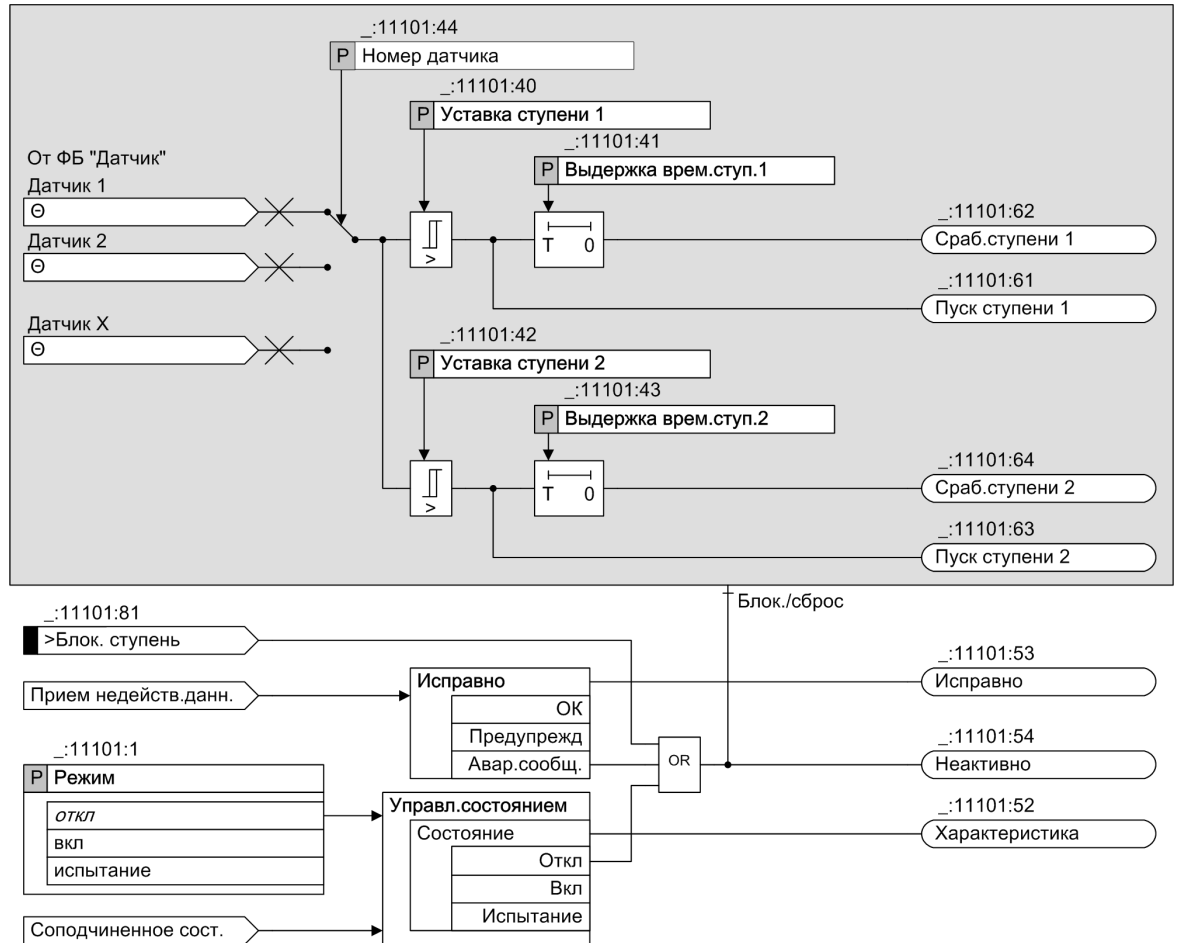 _:11101:44
P Номер датчика
_:11101:40
P Уставка ступени 1
_:11101:41
P Выдержка врем.ступ.1
От ФБ "Датчик"
Датчик 1
Θ
Датчик 2
Θ
Датчик X
Θ
>
T 0
_:11101:62
Сраб.ступени 1
_:11101:61
Пуск ступени 1
_:11101:42
P Уставка ступени 2
_:11101:43
P Выдержка врем.ступ.2
>
T 0
_:11101:64
Сраб.ступени 2
_:11101:63
Пуск ступени 2
Блок./сброс
_:11101:81
>Блок. ступень
Прием недейств.данн.
Исправно
ОК
Предупрежд
Авар.сообщ.
OR
_:11101:53
Исправно
_:11101:54
Неактивно
_:11101:52
Характеристика
_:11101:1
P Режим
откл
вкл
испытание
Управл.состоянием
Состояние
Откл
Вкл
Испытание
Соподчиненное сост.